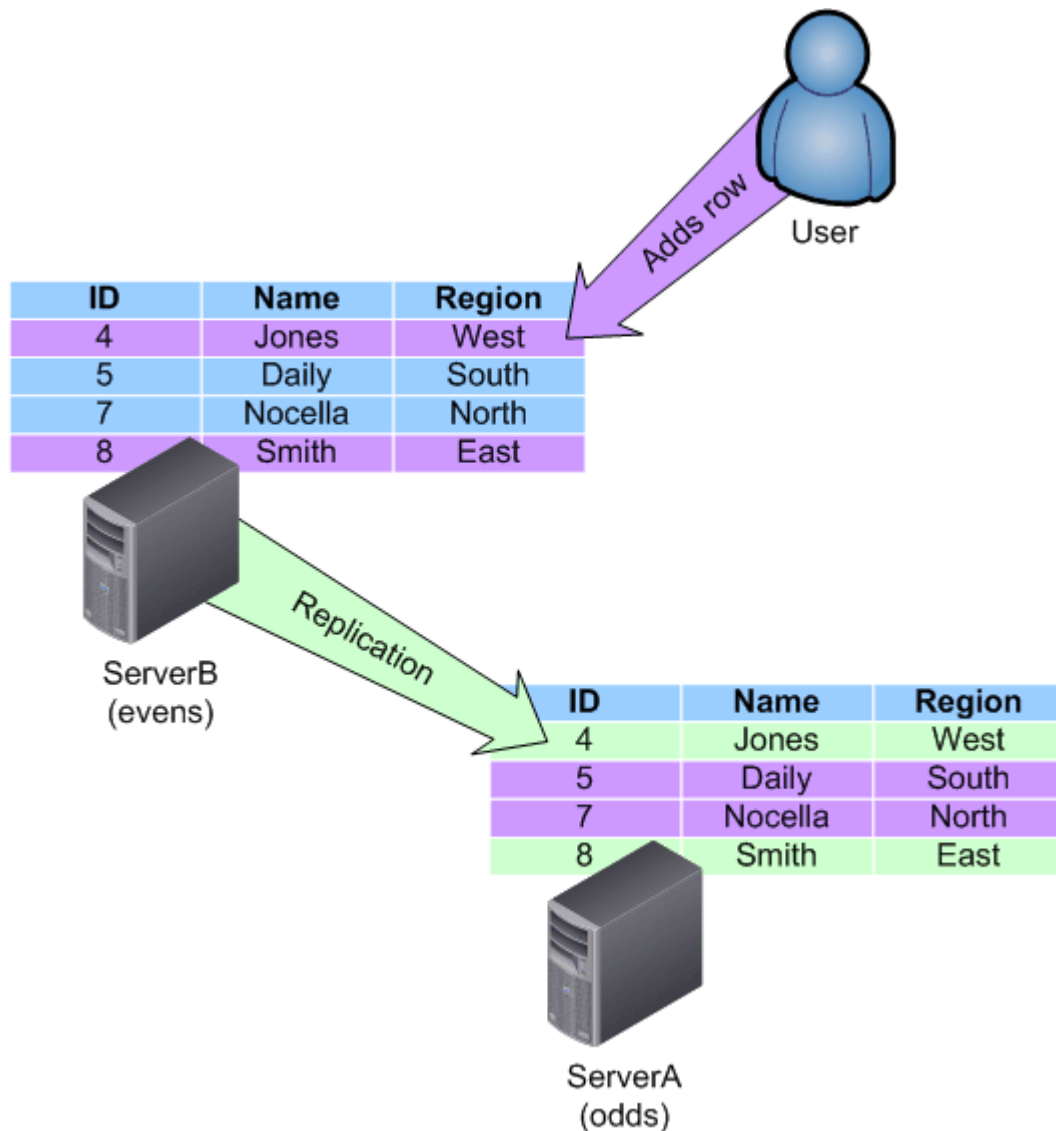 User
Adds row
ID Name Region
4 Jones West
5 Daily South
7 Nocella North
8 Smith East
ServerB
(evens)
Replication
ID Name Region
4 Jones West
5 Daily South
7 Nocella North
8 Smith East
ServerA
(odds)